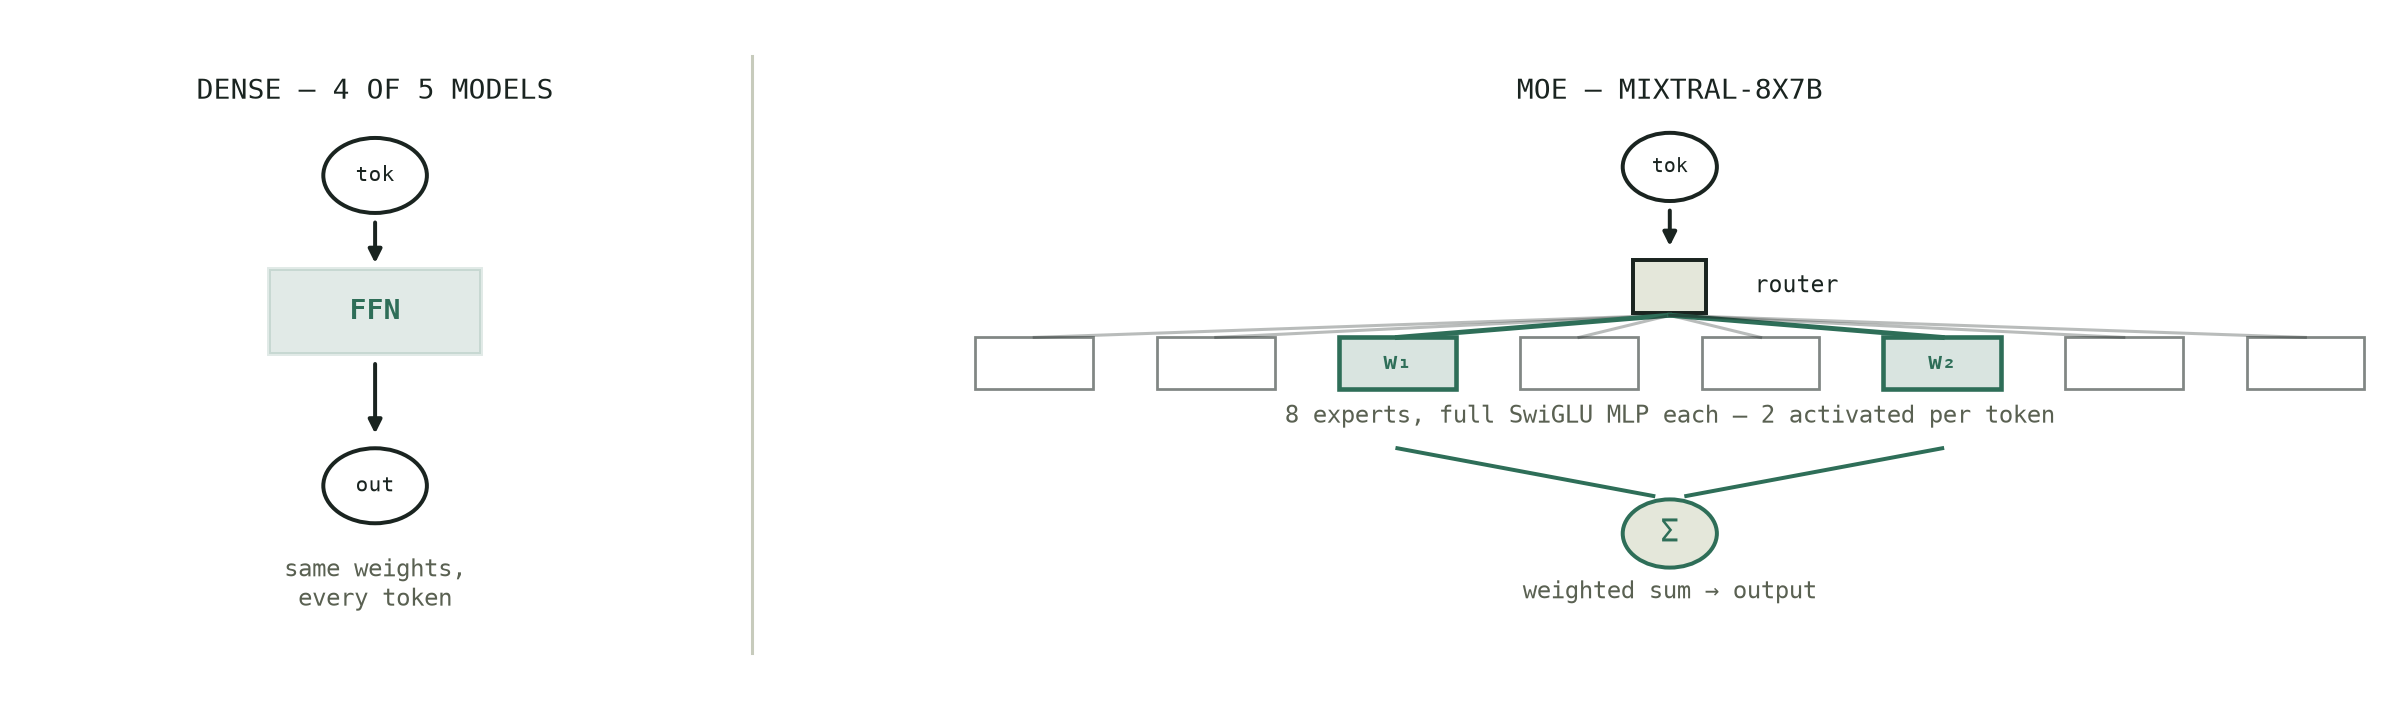 DENSE — 4 OF 5 MODELS
tok
FFN
out
same weights,
every token
MOE — MIXTRAL-8X7B
tok
router
w₁
w₂
8 experts, full SwiGLU MLP each — 2 activated per token
Σ
weighted sum → output